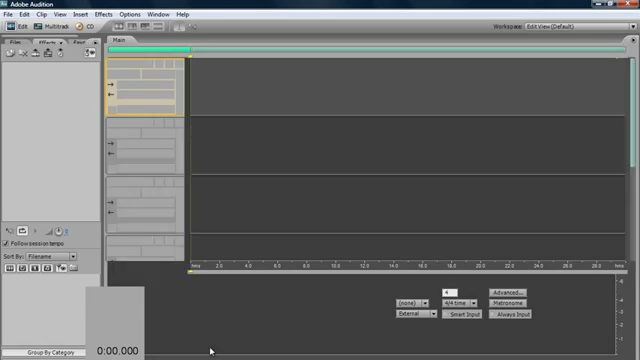 Adobe Audition
File Edit View Insert Effects Options Window Help
Edit Multitrack CD Workspace: Edit View (Default)
Effects Main
Follow session tempo
Sort By: Filename
hms 2.0 4.0 6.0 8.0 10.0 12.0 14.0 16.0 18.0 20.0 22.0 24.0 26.0 28.0 hms
4 Advanced...
(none) 4/4 time Metronome
External Smart Input Always Input
0:00.000
Group By Category